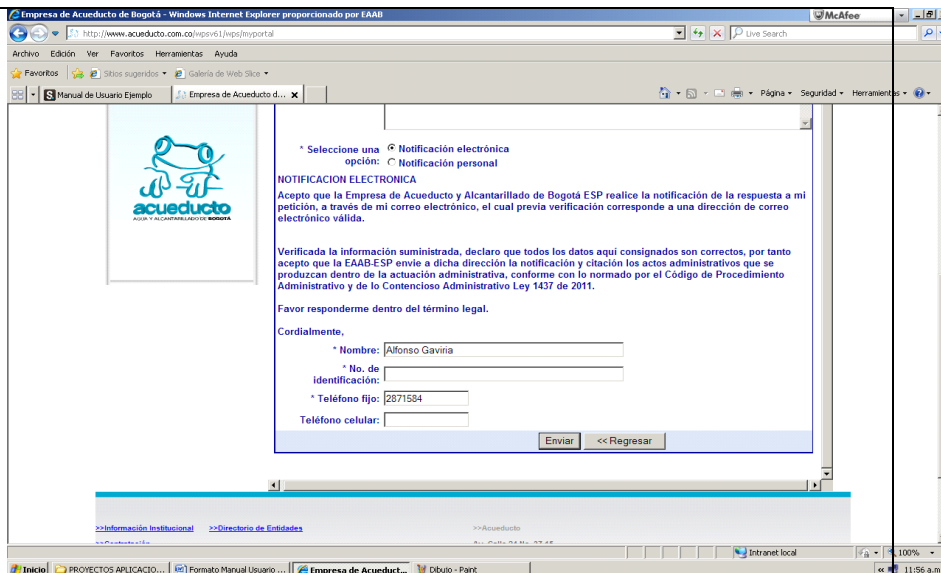 Empresa de Acueducto de Bogotá - Windows Internet Explorer proporcionado por EAAB
McAfee
http://www.acueducto.com.co/wpsv61/wps/myportal
Live Search
Archivo Edición Ver Favoritos Herramientas Ayuda
Favoritos Sitios sugeridos Galería de Web Slice
Manual de Usuario Ejemplo Empresa de Acueducto d... Página Seguridad Herramientas
* Seleccione una opción:
Notificación electrónica
Notificación personal
acueducto
AGUA Y ALCANTARILLADO DE BOGOTÁ
NOTIFICACION ELECTRONICA
Acepto que la Empresa de Acueducto y Alcantarillado de Bogotá ESP realice la notificación de la respuesta a mi
petición, a través de mi correo electrónico, el cual previa verificación corresponde a una dirección de correo
electrónico válida.
Verificada la información suministrada, declaro que todos los datos aquí consignados son correctos, por tanto
acepto que la EAAB-ESP envie a dicha dirección la notificación y citación los actos administrativos que se
produzcan dentro de la actuación administrativa, conforme con lo normado por el Código de Procedimiento
Administrativo y de lo Contencioso Administrativo Ley 1437 de 2011.
Favor responderme dentro del término legal.
Cordialmente,
* Nombre: Alfonso Gaviria
* No. de
identificación:
* Teléfono fijo: 2871584
Teléfono celular:
Enviar << Regresar
>>Información Institucional >>Directorio de Entidades >>Acueducto
Intranet local 100%
Inicio PROYECTOS APLICACIO... Formato Manual Usuario ... Empresa de Acueduct... Dibujo - Paint 11:56 a.m.